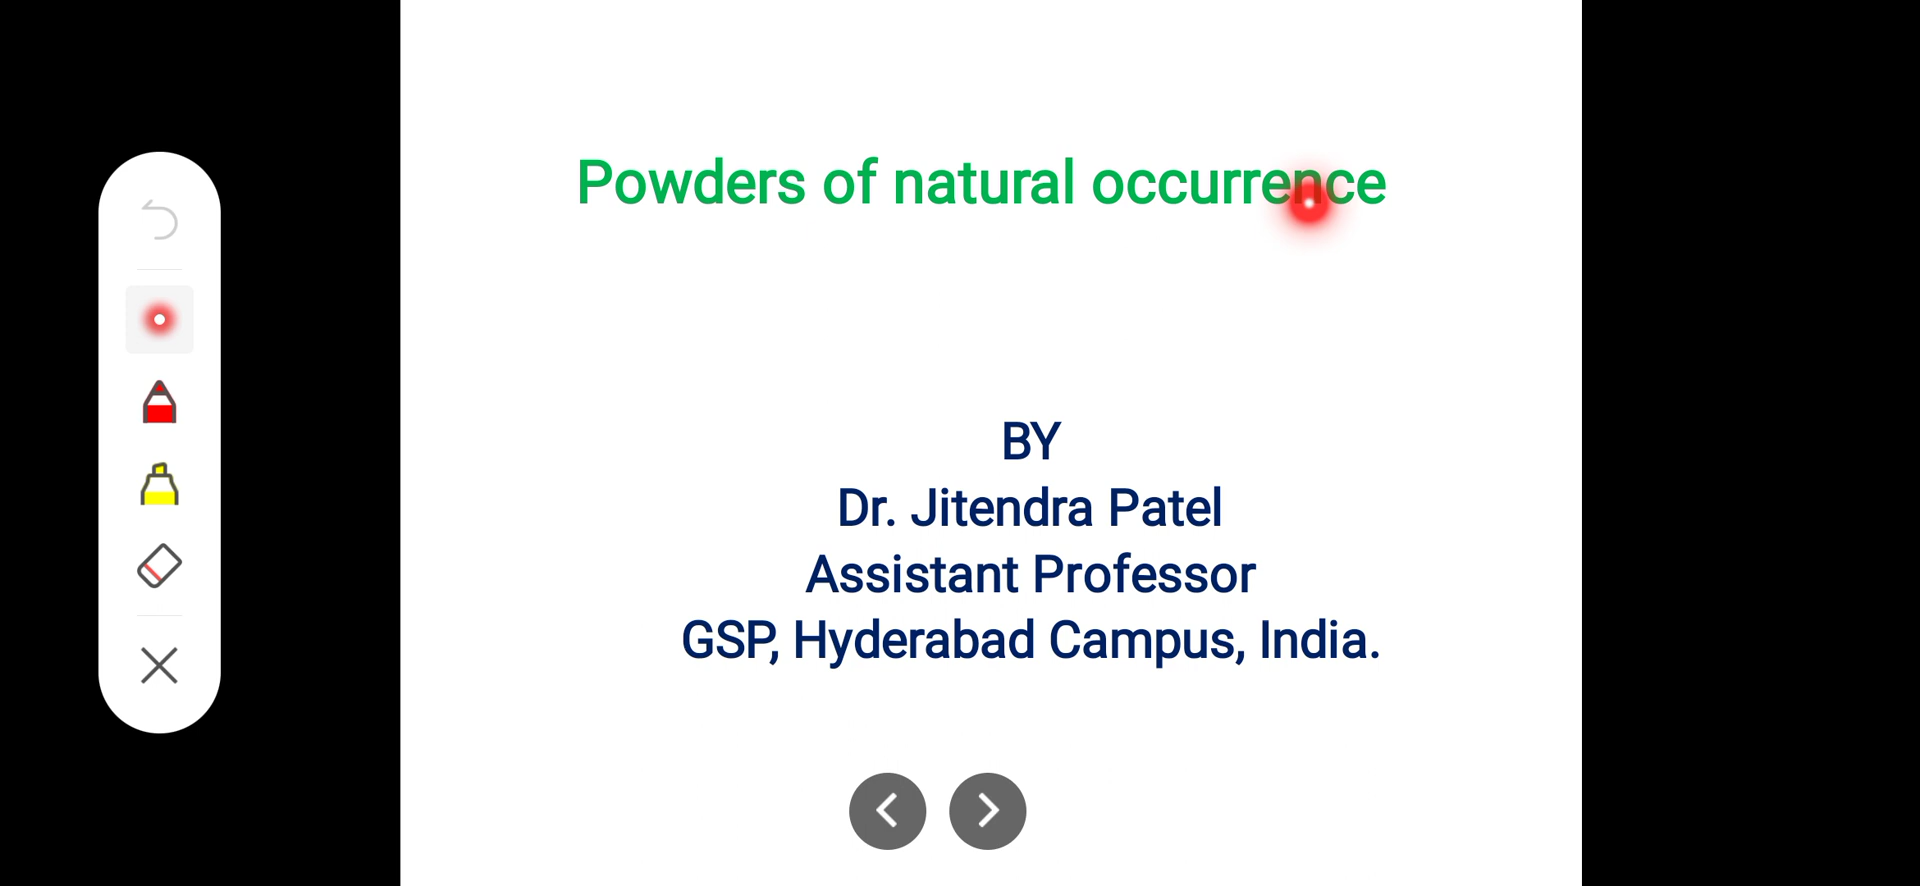 Powders of natural occurrence
BY
Dr. Jitendra Patel
Assistant Professor
GSP, Hyderabad Campus, India.